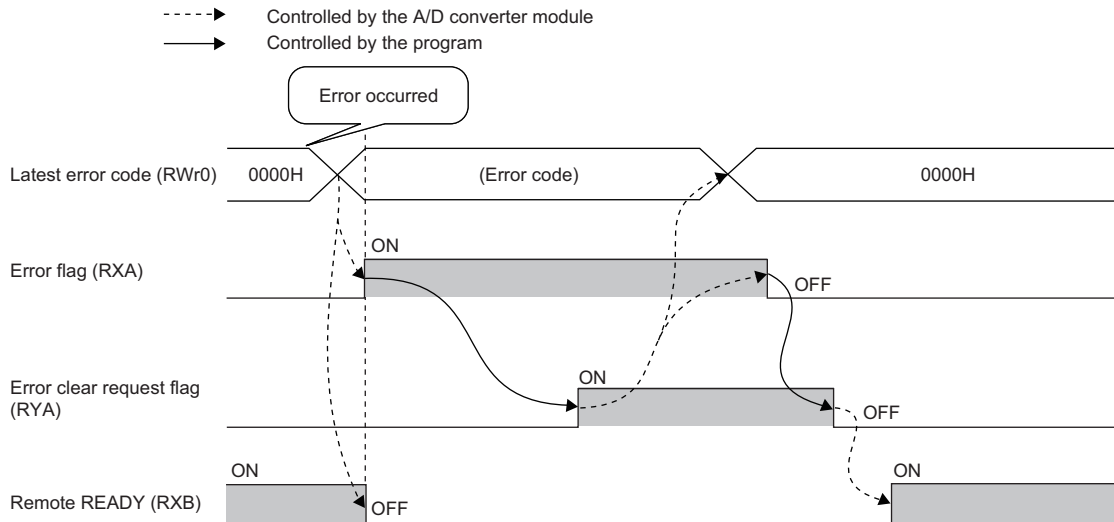 Controlled by the A/D converter module
Controlled by the program
Error occurred
Latest error code (RWr0)
0000H
(Error code)
0000H
ON
Error flag (RXA)
OFF
ON
Error clear request flag
(RYA)
OFF
ON
ON
Remote READY (RXB)
OFF